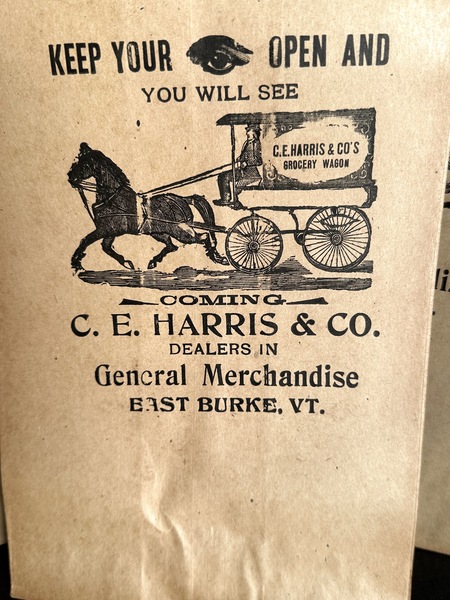 KEEP YOUR OPEN AND
YOU WILL SEE
C.E.HARRIS & CO'S
GROCERY WAGON
COMING
C. E. HARRIS & CO.
DEALERS IN
General Merchandise
EAST BURKE, VT.